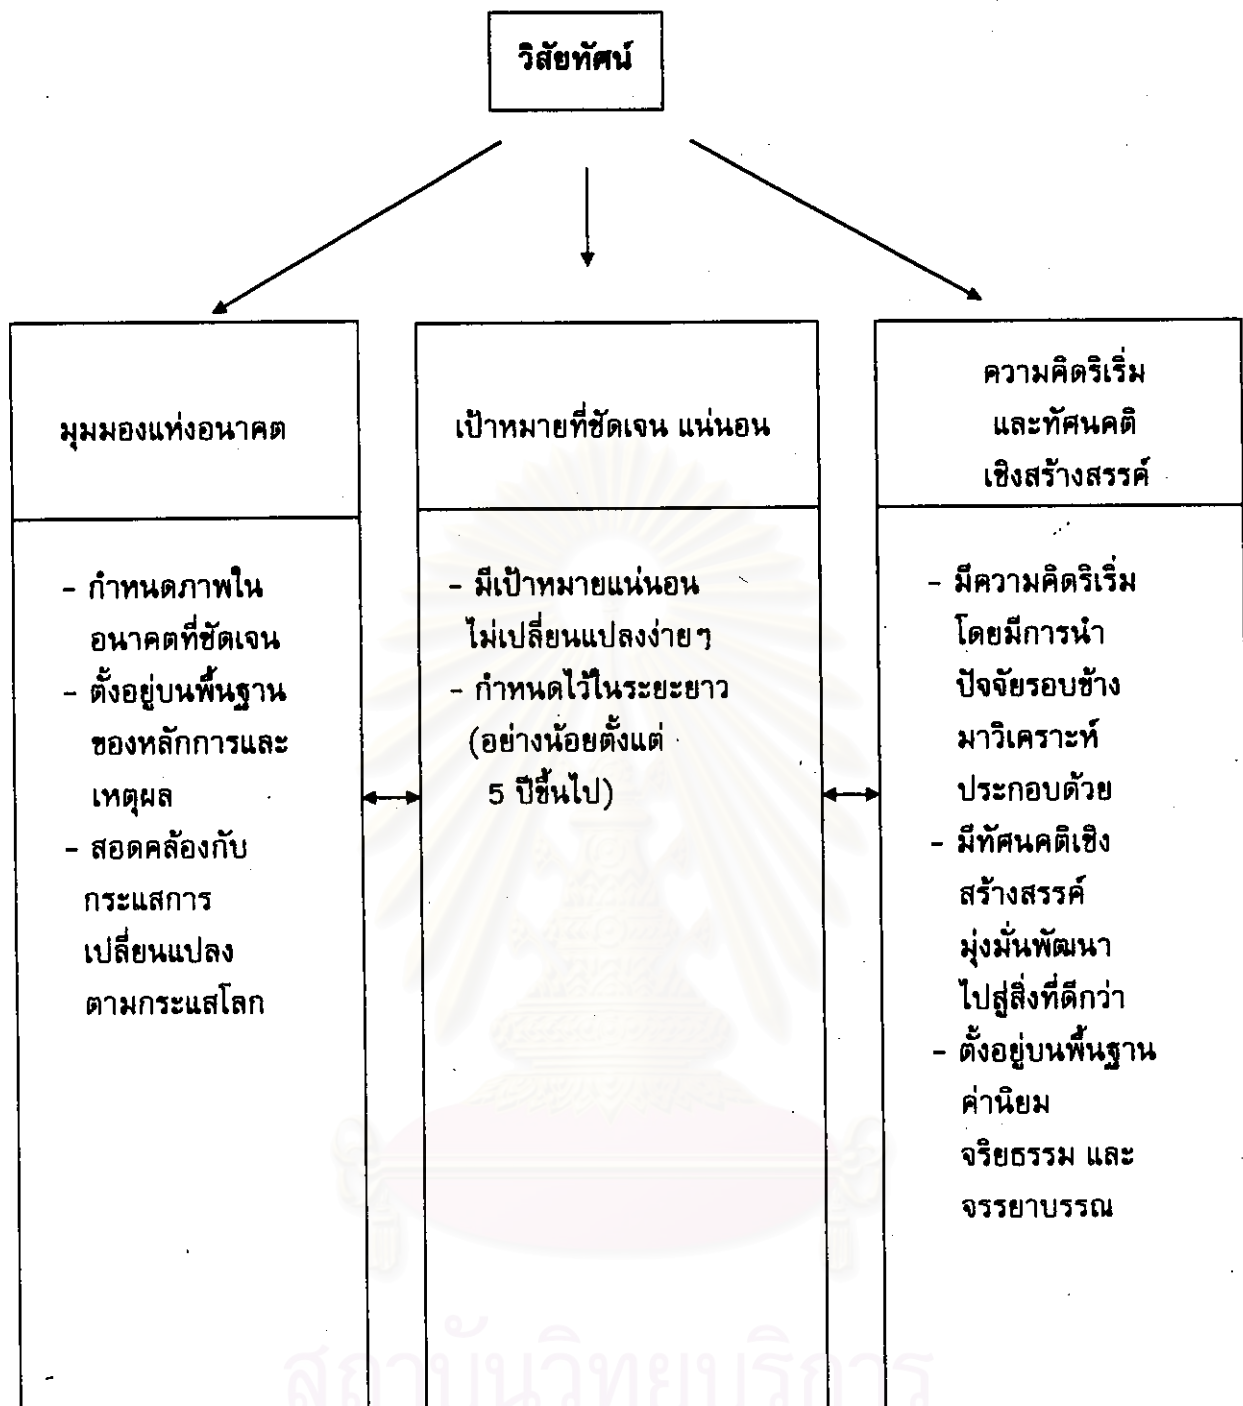 วิสัยทัศน์
มุมมองแห่งอนาคต
- กำหนดภาพใน
อนาคตที่ชัดเจน
- ตั้งอยู่บนพื้นฐาน
ของหลักการและ
เหตุผล
- สอดคล้องกับ
กระแสการ
เปลี่ยนแปลง
ตามกระแสโลก
เป้าหมายที่ชัดเจน แน่นอน
- มีเป้าหมายแน่นอน
ไม่เปลี่ยนแปลงง่ายๆ
- กำหนดไว้ในระยะยาว
(อย่างน้อยตั้งแต่
5 ปีขึ้นไป)
ความคิดริเริ่ม
และทัศนคติ
เชิงสร้างสรรค์
- มีความคิดริเริ่ม
โดยมีการนำ
ปัจจัยรอบข้าง
มาวิเคราะห์
ประกอบด้วย
- มีทัศนคติเชิง
สร้างสรรค์
มุ่งมั่นพัฒนา
ไปสู่สิ่งที่ดีกว่า
- ตั้งอยู่บนพื้นฐาน
ค่านิยม
จริยธรรม และ
จรรยาบรรณ
สถาบันวิทยบริการ